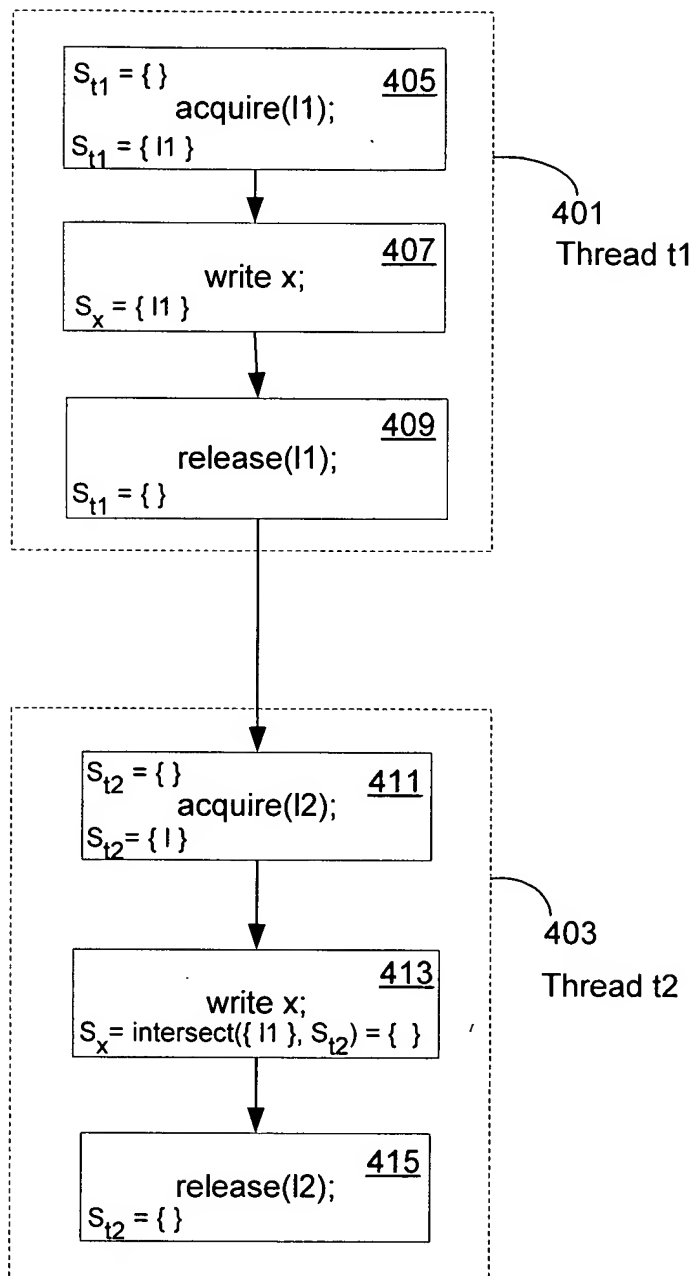 S_t1 = { } 405
acquire(l1);
S_t1 = { l1 }
401
Thread t1
407
write x;
S_x = { l1 }
409
release(l1);
S_t1 = { }
S_t2 = { } 411
acquire(l2);
S_t2 = { l }
403
Thread t2
413
write x;
S_x = intersect({ l1 }, S_t2) = { }
415
release(l2);
S_t2 = { }